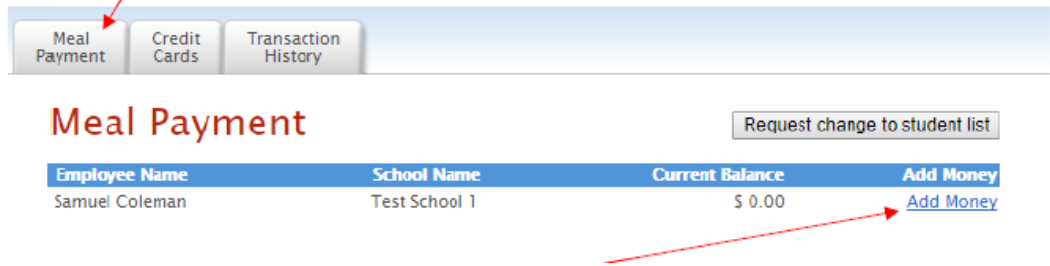 Meal Payment
Credit Cards
Transaction History
Meal Payment
Request change to student list
Employee Name School Name Current Balance Add Money
Samuel Coleman Test School 1 $ 0.00 Add Money